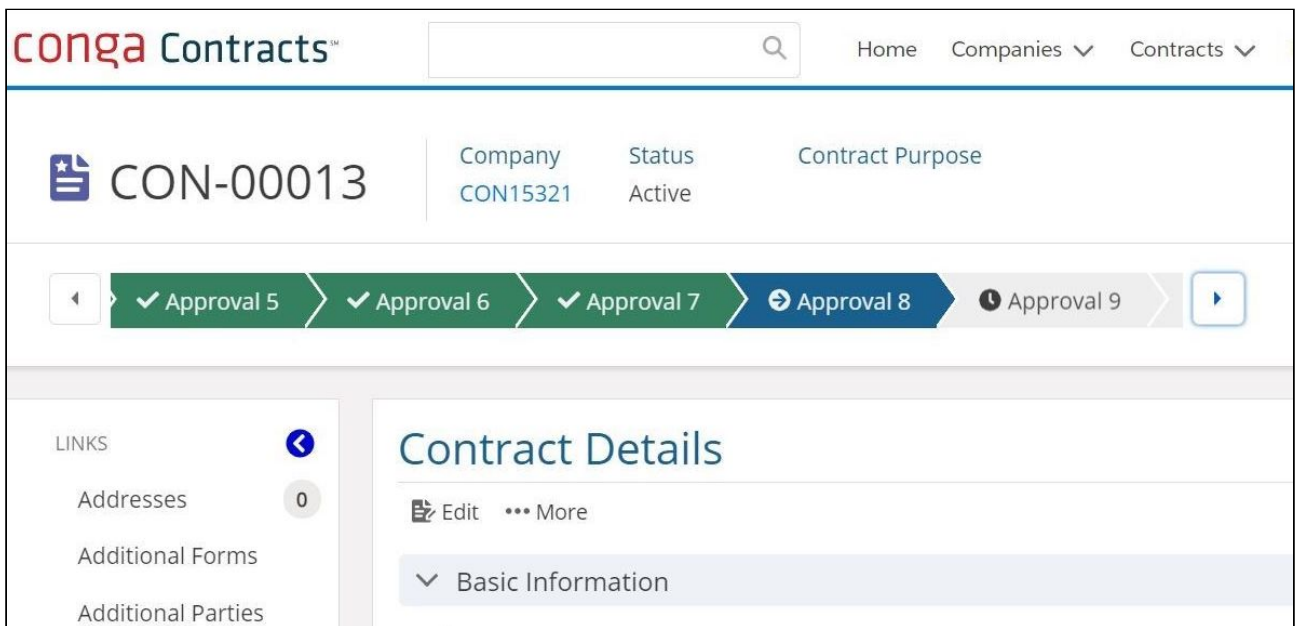 conga Contracts℠ Home Companies Contracts
CON-00013
Company Status Contract Purpose
CON15321 Active
Approval 5 Approval 6 Approval 7 Approval 8 Approval 9
LINKS
Addresses 0
Additional Forms
Additional Parties
Contract Details
Edit ••• More
Basic Information